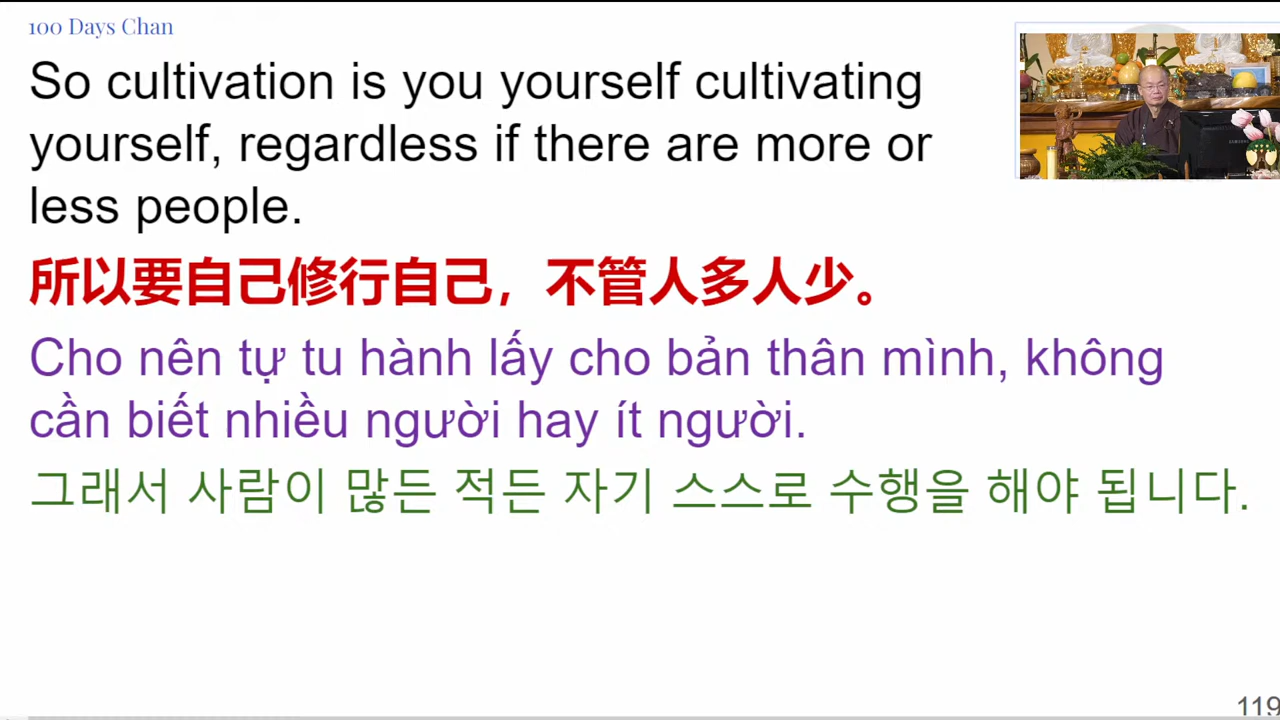 100 Days Chan
So cultivation is you yourself cultivating
yourself, regardless if there are more or
less people.
所以要自己修行自己，不管人多人少。
Cho nên tự tu hành lấy cho bản thân mình, không
cần biết nhiều người hay ít người.
그래서 사람이 많든 적든 자기 스스로 수행을 해야 됩니다.
119